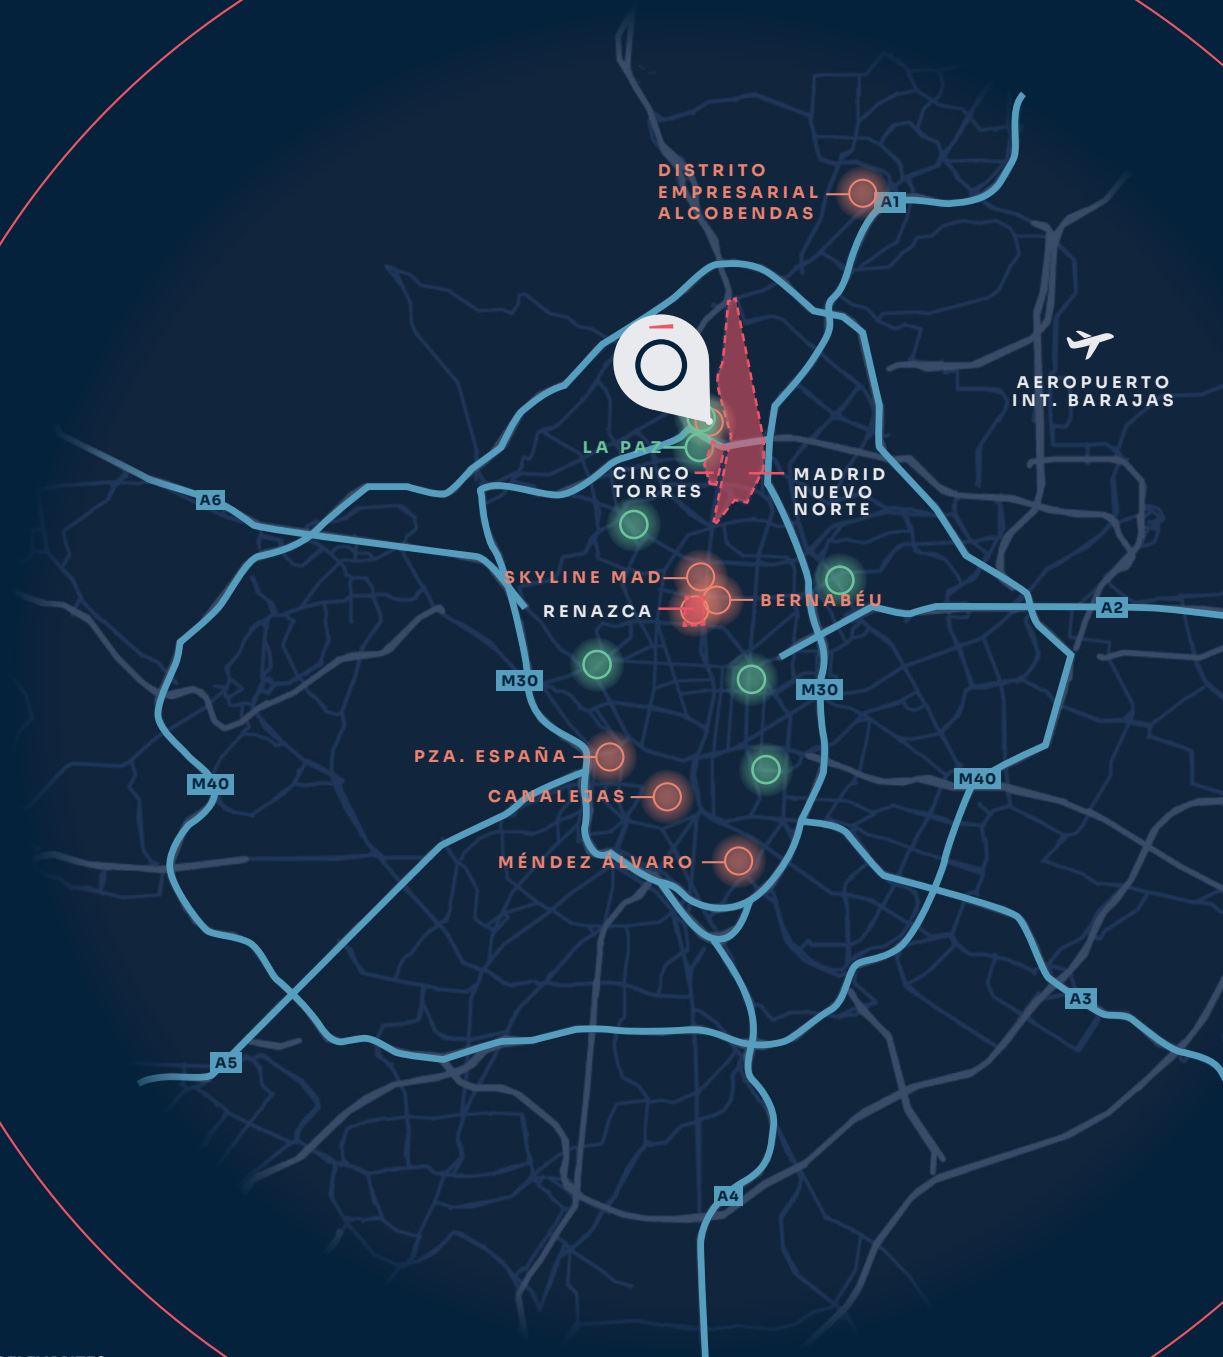 DISTRITO
EMPRESARIAL
ALCOBENDAS
A1
AEROPUERTO
INT. BARAJAS
LA PAZ
CINCO
TORRES
MADRID
NUEVO
NORTE
A6
SKYLINE MAD
BERNABÉU
RENAZCA
A2
M30
M30
PZA. ESPAÑA
M40
M40
CANALEJAS
MÉNDEZ ÁLVARO
A3
A5
A4